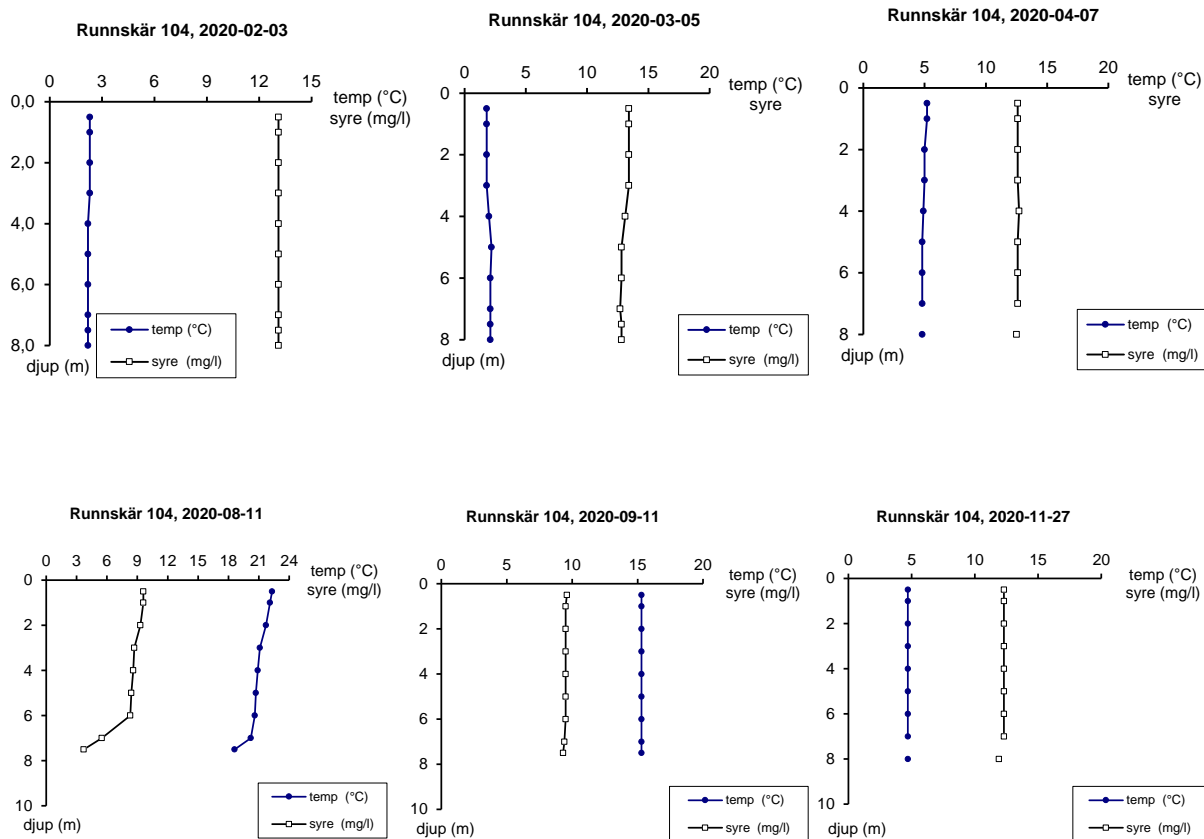 Runnskär 104, 2020-02-03
0 3 6 9 12 15
temp (°C)
syre (mg/l)
0,0
2,0
4,0
6,0
8,0
djup (m)
temp (°C)
syre (mg/l)
Runnskär 104, 2020-03-05
0 5 10 15 20
temp (°C)
syre
0
2
4
6
8
djup (m)
temp (°C)
syre (mg/l)
Runnskär 104, 2020-04-07
0 5 10 15 20
temp (°C)
syre
0
2
4
6
8
djup (m)
temp (°C)
syre (mg/l)
Runnskär 104, 2020-08-11
0 3 6 9 12 15 18 21 24
temp (°C)
syre (mg/l)
0
2
4
6
8
10
djup (m)
temp (°C)
syre (mg/l)
Runnskär 104, 2020-09-11
0 5 10 15 20
temp (°C)
syre (mg/l)
0
2
4
6
8
10
djup (m)
temp (°C)
syre (mg/l)
Runnskär 104, 2020-11-27
0 5 10 15 20
temp (°C)
syre (mg/l)
0
2
4
6
8
10
djup (m)
temp (°C)
syre (mg/l)